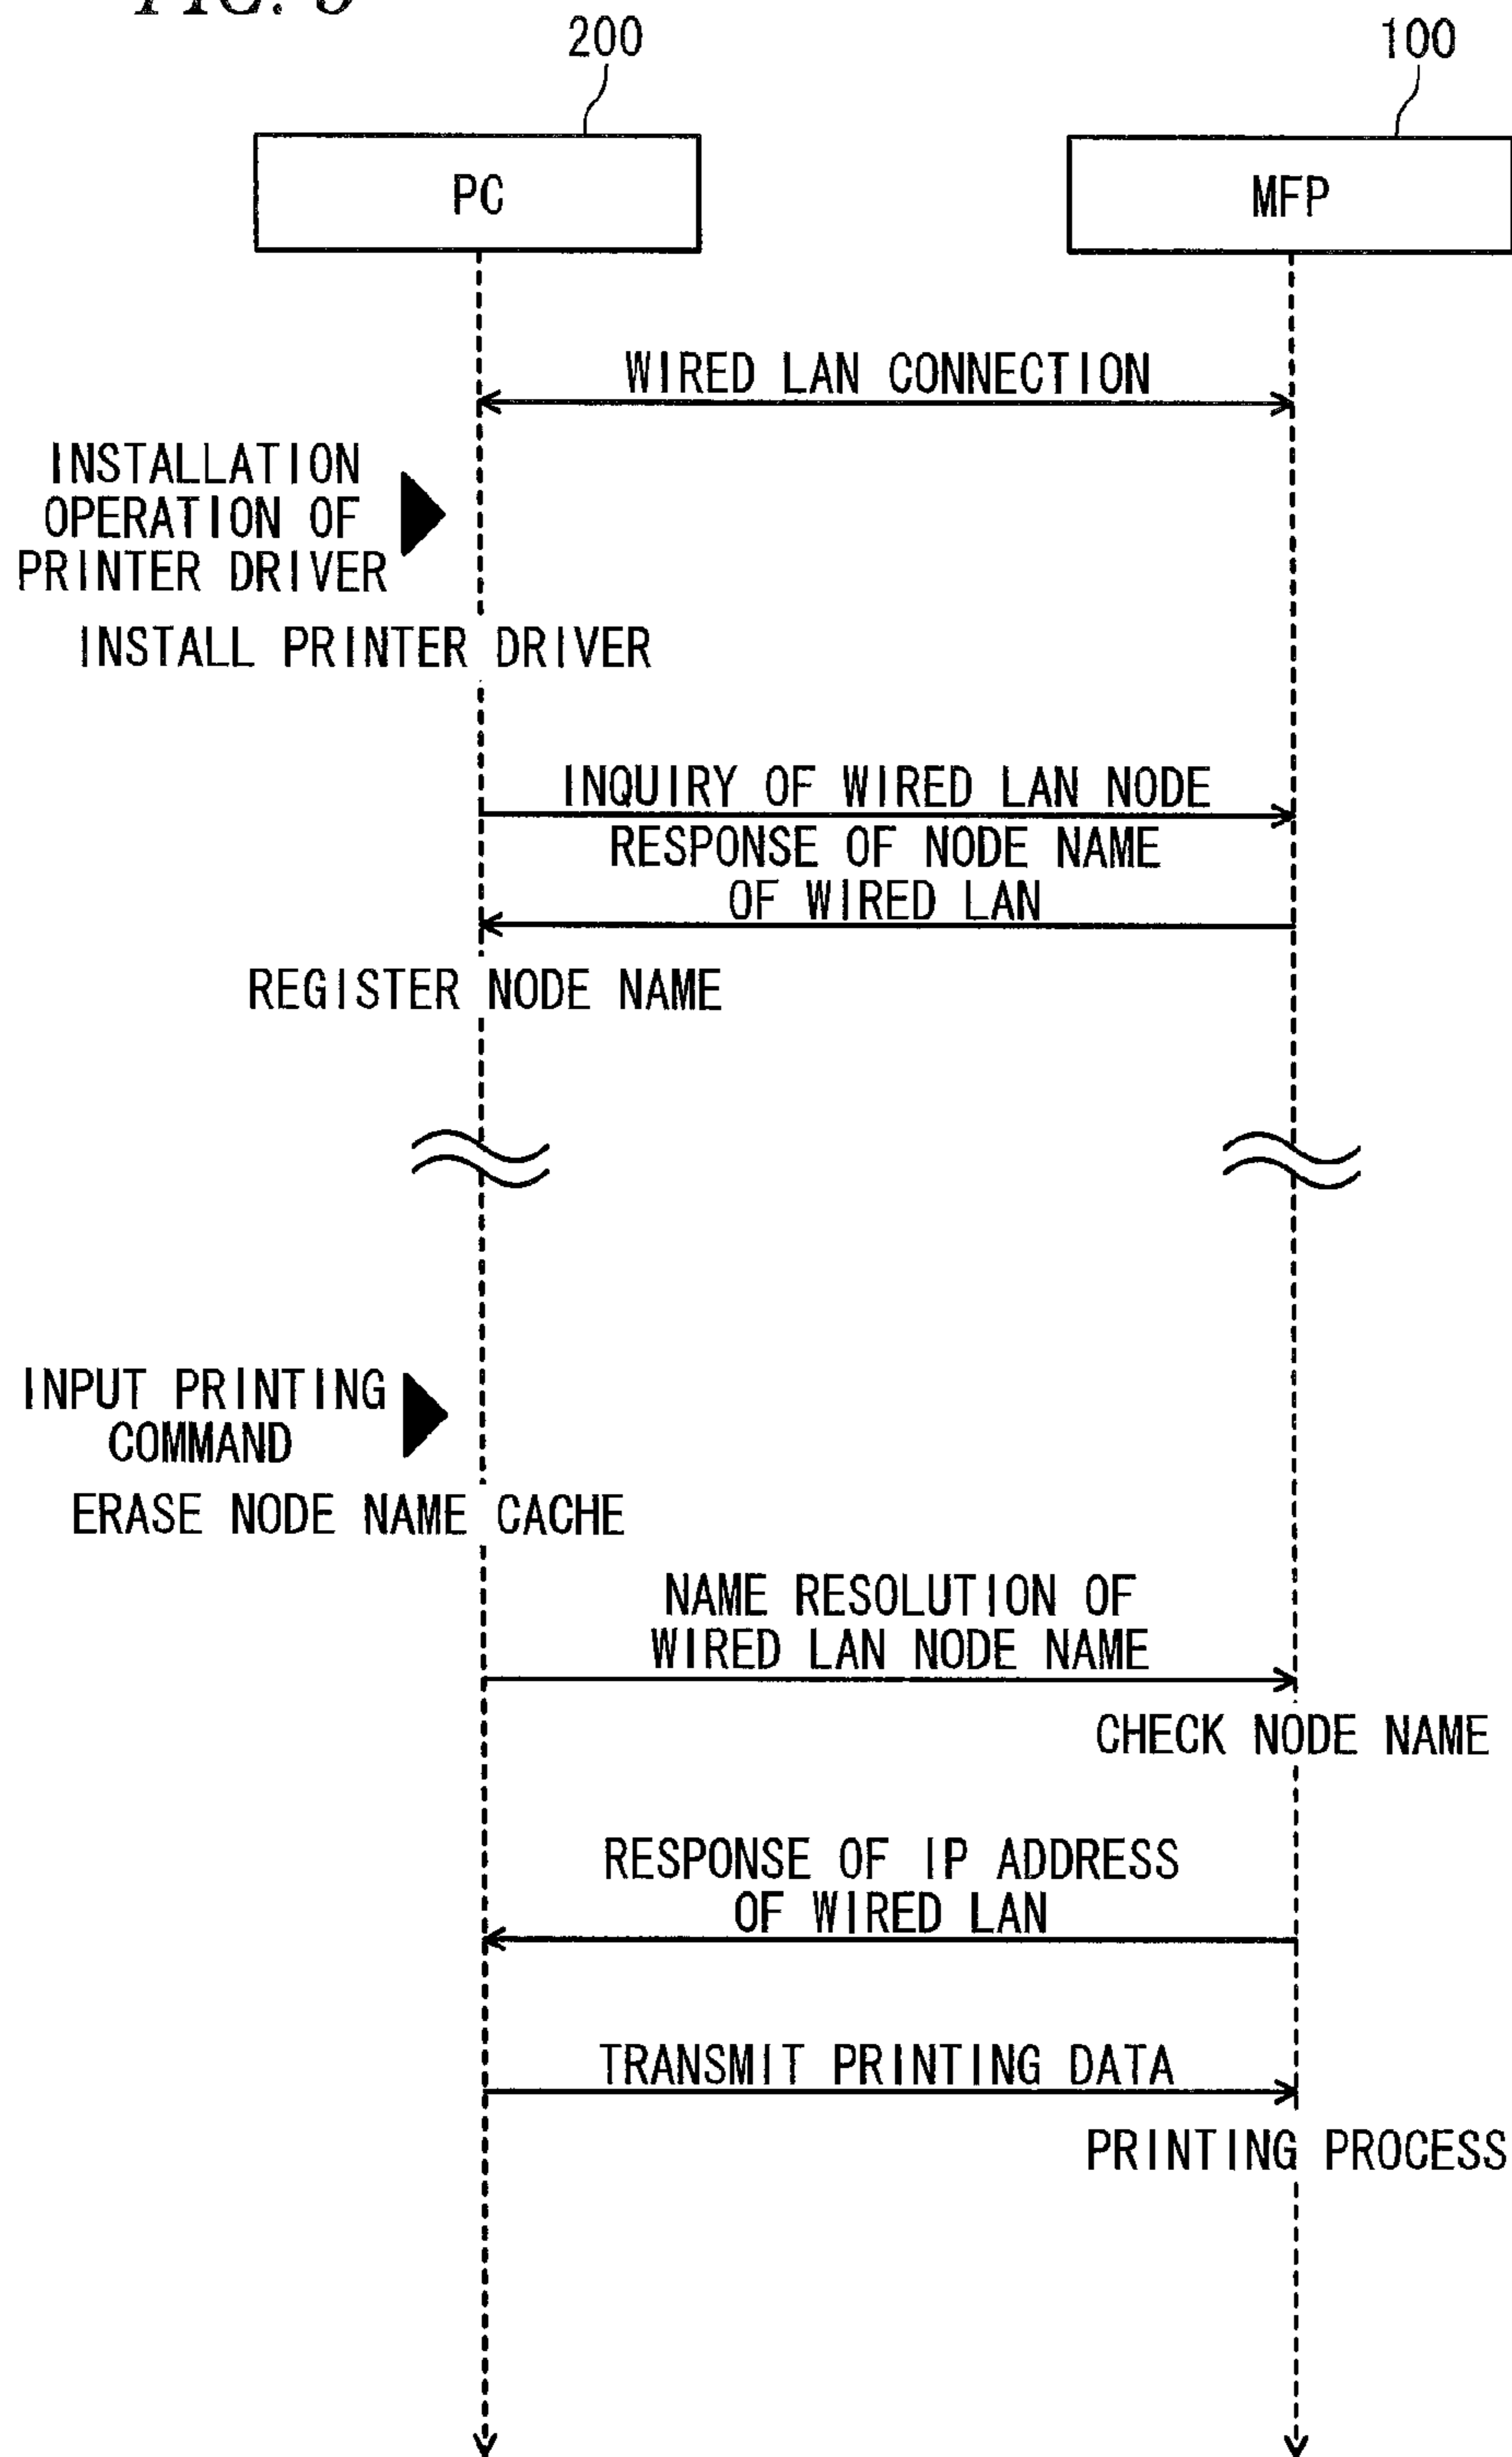 200
100
PC
MFP
WIRED LAN CONNECTION
INSTALLATION
OPERATION OF
PRINTER DRIVER
INSTALL PRINTER DRIVER
INQUIRY OF WIRED LAN NODE
RESPONSE OF NODE NAME
OF WIRED LAN
REGISTER NODE NAME
INPUT PRINTING
COMMAND
ERASE NODE NAME CACHE
NAME RESOLUTION OF
WIRED LAN NODE NAME
CHECK NODE NAME
RESPONSE OF IP ADDRESS
OF WIRED LAN
TRANSMIT PRINTING DATA
PRINTING PROCESS